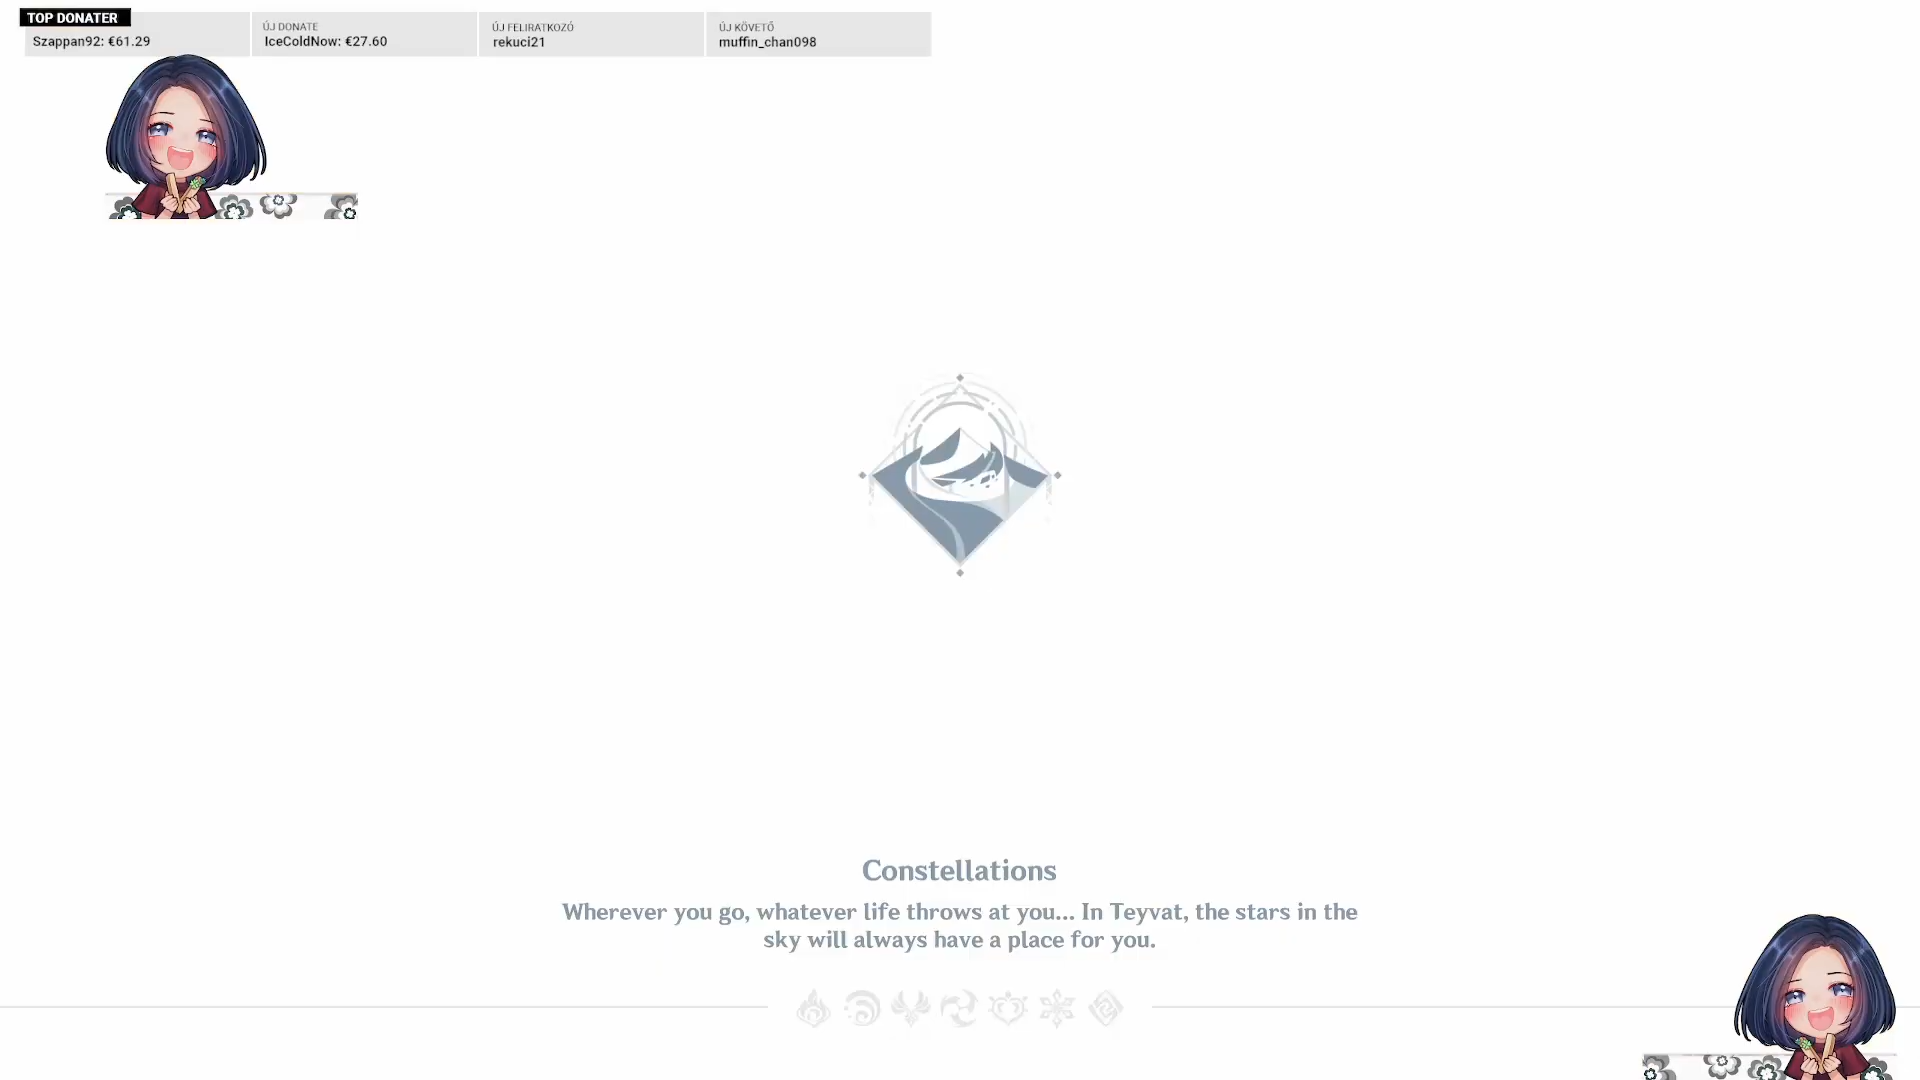 TOP DONATER
Szappan92: €61.29
ÚJ DONATE
IceColdNow: €27.60
ÚJ FELIRATKOZÓ
rekuci21
ÚJ KÖVETŐ
muffin_chan098
Constellations
Wherever you go, whatever life throws at you... In Teyvat, the stars in the
sky will always have a place for you.